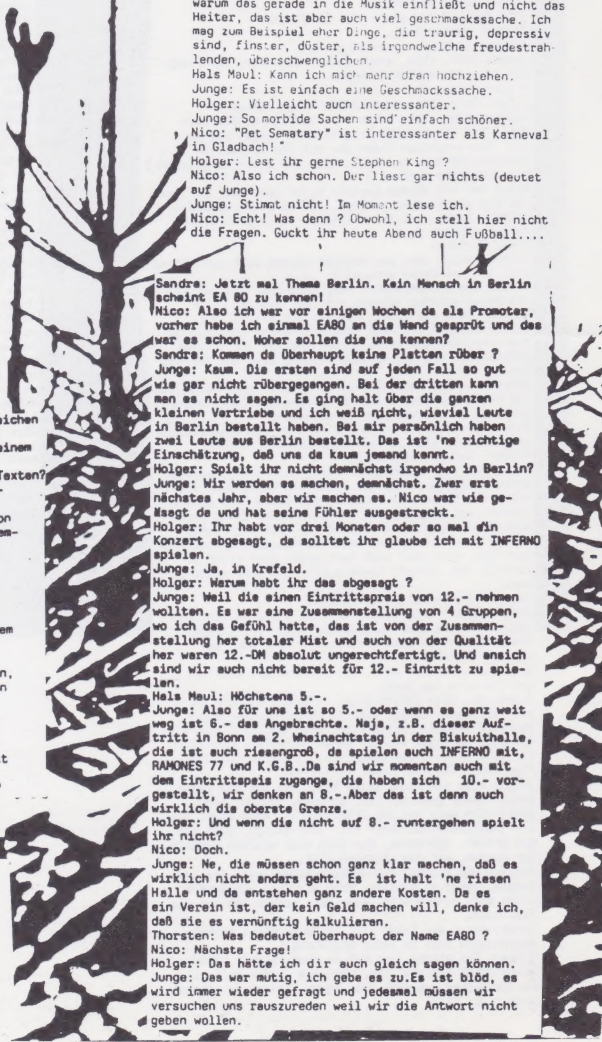 warum das gerade in die Musik einfließt und nicht das
Heiter, das ist aber auch viel geschmackssache. Ich
mag zum Beispiel eher Dinge, die traurig, depressiv
sind, finster, düster, als irgendwelche freudestrah-
lenden, überschwenglichen.
Hals Maul: Kann ich mich mehr dran hochziehen.
Junge: Es ist einfach eine Geschmackssache.
Holger: Vielleicht auch interessanter.
Junge: So morbide Sachen sind einfach schöner.
Nico: "Pet Sematary" ist interessanter als Karneval
in Gladbach!"
Holger: Lest ihr gerne Stephen King ?
Nico: Also ich schon. Der liest gar nichts (deutet
auf Junge).
Junge: Stimmt nicht! Im Moment lese ich.
Nico: Echt! Was denn ? Obwohl, ich stell hier nicht
die Fragen. Guckt ihr heute Abend auch Fußball....
Sandra: Jetzt mal Thema Berlin. Kein Mensch in Berlin
scheint EA 80 zu kennen!
Nico: Also ich war vor einigen Wochen da als Promoter,
vorher habe ich einmal EA80 an die Wand gesprüt und das
war es schon. Woher sollen die uns kennen?
Sandra: Kommen da überhaupt keine Platten rüber ?
Junge: Kaum. Die ersten sind auf jeden Fall so gut
wie gar nicht rübergegangen. Bei der dritten kann
man es nicht sagen. Es ging halt über die ganzen
kleinen Vertriebe und ich weiß nicht, wieviel Leute
in Berlin bestellt haben. Bei mir persönlich haben
zwei Leute aus Berlin bestellt. Das ist 'ne richtige
Einschätzung, daß uns da kaum jemand kennt.
Holger: Spielt ihr nicht demnächst irgendwo in Berlin?
Junge: Wir werden es machen, demnächst. Zwar erst
nächstes Jahr, aber wir machen es. Nico war wie ge-
sagt da und hat seine Fühler ausgestreckt.
Holger: Ihr habt vor drei Monaten oder so mal ein
Konzert abgesagt, da solltet ihr glaube ich mit INFERNO
spielen.
Junge: Ja, in Krefeld.
Holger: Warum habt ihr das abgesagt ?
Junge: Weil die einen Eintrittspreis von 12.- nehmen
wollten. Es war eine Zusammenstellung von 4 Gruppen,
wo ich das Gefühl hatte, das ist von der Zusammen-
stellung her totaler Mist und auch von der Qualität
her waren 12.-DM absolut ungerechtfertigt. Und ansich
sind wir auch nicht bereit für 12.- Eintritt zu spie-
len.
Hals Maul: Höchstens 5.-.
Junge: Also für uns ist so 5.- oder wenn es ganz weit
weg ist 6.- das Angebrachte. Naja, z.B. dieser Auf-
tritt in Bonn am 2. Wheinachtstag in der Biskuithalle,
die ist auch riesengroß, da spielen auch INFERNO mit,
RAMONES 77 und K.G.B..Da sind wir momentan auch mit
dem Eintrittspeis zugange, die haben sich 10.- vor-
gestellt, wir denken an 8.-.Aber das ist dann auch
wirklich die oberste Grenze.
Holger: Und wenn die nicht auf 8.- runtergehen spielt
ihr nicht?
Nico: Doch.
Junge: Ne, die müssen schon ganz klar machen, daß es
wirklich nicht anders geht. Es ist halt 'ne riesen
Halle und da entstehen ganz andere Kosten. Da es
ein Verein ist, der kein Geld machen will, denke ich,
daß sie es vernünftig kalkulieren.
Thorsten: Was bedeutet überhaupt der Name EA80 ?
Nico: Nächste Frage!
Holger: Das hätte ich dir auch gleich sagen können.
Junge: Das war mutig, ich gebe es zu.Es ist blöd, es
wird immer wieder gefragt und jedesmal müssen wir
versuchen uns rauszureden weil wir die Antwort nicht
geben wollen.
einem
Texten?